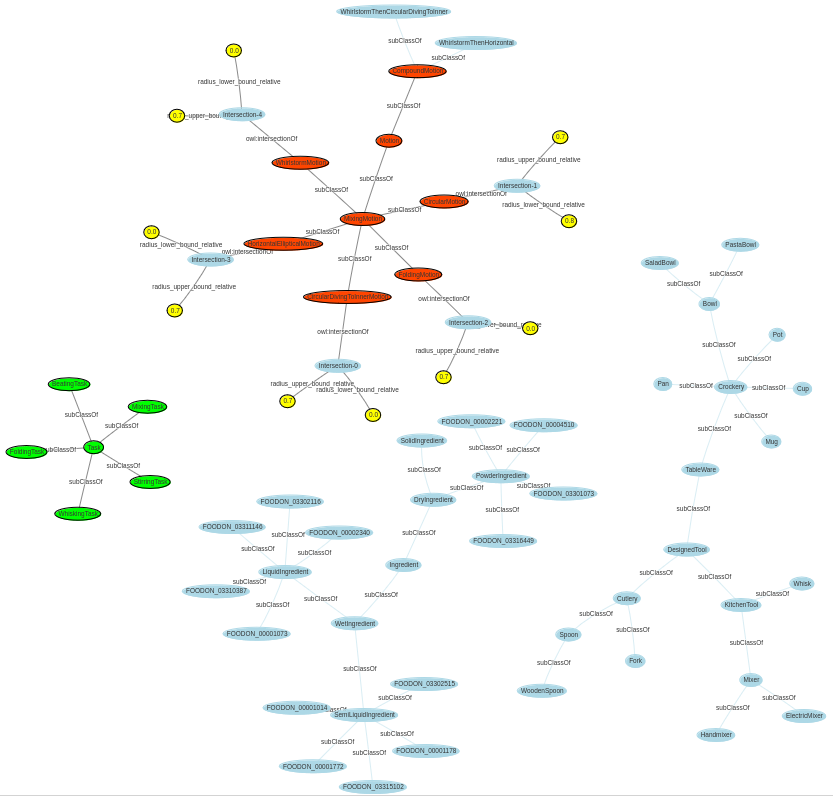 WhirlstormThenCircularDivingToInner
subClassOf
WhirlstormThenHorizontal
subClassOf
CompoundMotion
0.0
radius_lower_bound_relative
subClassOf
0.7
Intersection-4
owl:intersectionOf
Motion
0.7
WhirlstormMotion
radius_upper_bound_relative
subClassOf
subClassOf
Intersection-1
owl:intersectionOf
CircularMotion
radius_lower_bound_relative
subClassOf
MixingMotion
0.8
0.0
subClassOf
radius_lower_bound_relative
HorizontalEllipticalMotion
owl:intersectionOf
subClassOf
Intersection-3
subClassOf
FoldingMotion
radius_upper_bound_relative
CircularDivingToInnerMotion
owl:intersectionOf
0.7
Intersection-2
0.0
owl:intersectionOf
radius_upper_bound_relative
Intersection-0
0.7
radius_upper_bound_relative
radius_lower_bound_relative
0.7
0.0
PastaBowl
SaladBowl
subClassOf
subClassOf
Bowl
Pot
subClassOf
subClassOf
Pan
subClassOf
Crockery
subClassOf
Cup
subClassOf
subClassOf
Mug
TableWare
subClassOf
DesignedTool
subClassOf
subClassOf
Whisk
subClassOf
Cutlery
KitchenTool
subClassOf
subClassOf
Spoon
subClassOf
Fork
subClassOf
WoodenSpoon
Mixer
subClassOf
subClassOf
ElectricMixer
Handmixer
BeatingTask
MixingTask
subClassOf
subClassOf
Task
subClassOf
FoldingTask
subClassOf
subClassOf
StirringTask
WhiskingTask
FOODON_00002221
FOODON_00004510
SolidIngredient
subClassOf
subClassOf
subClassOf
PowderIngredient
subClassOf
subClassOf
FOODON_03301073
DryIngredient
subClassOf
subClassOf
FOODON_03316449
Ingredient
subClassOf
FOODON_03302116
FOODON_03311146
subClassOf
FOODON_00002340
subClassOf
subClassOf
LiquidIngredient
subClassOf
FOODON_03310387
subClassOf
subClassOf
FOODON_00001073
WetIngredient
subClassOf
FOODON_03302515
subClassOf
FOODON_00001014
SemiLiquidIngredient
subClassOf
subClassOf
subClassOf
FOODON_00001178
FOODON_00001772
FOODON_03315102